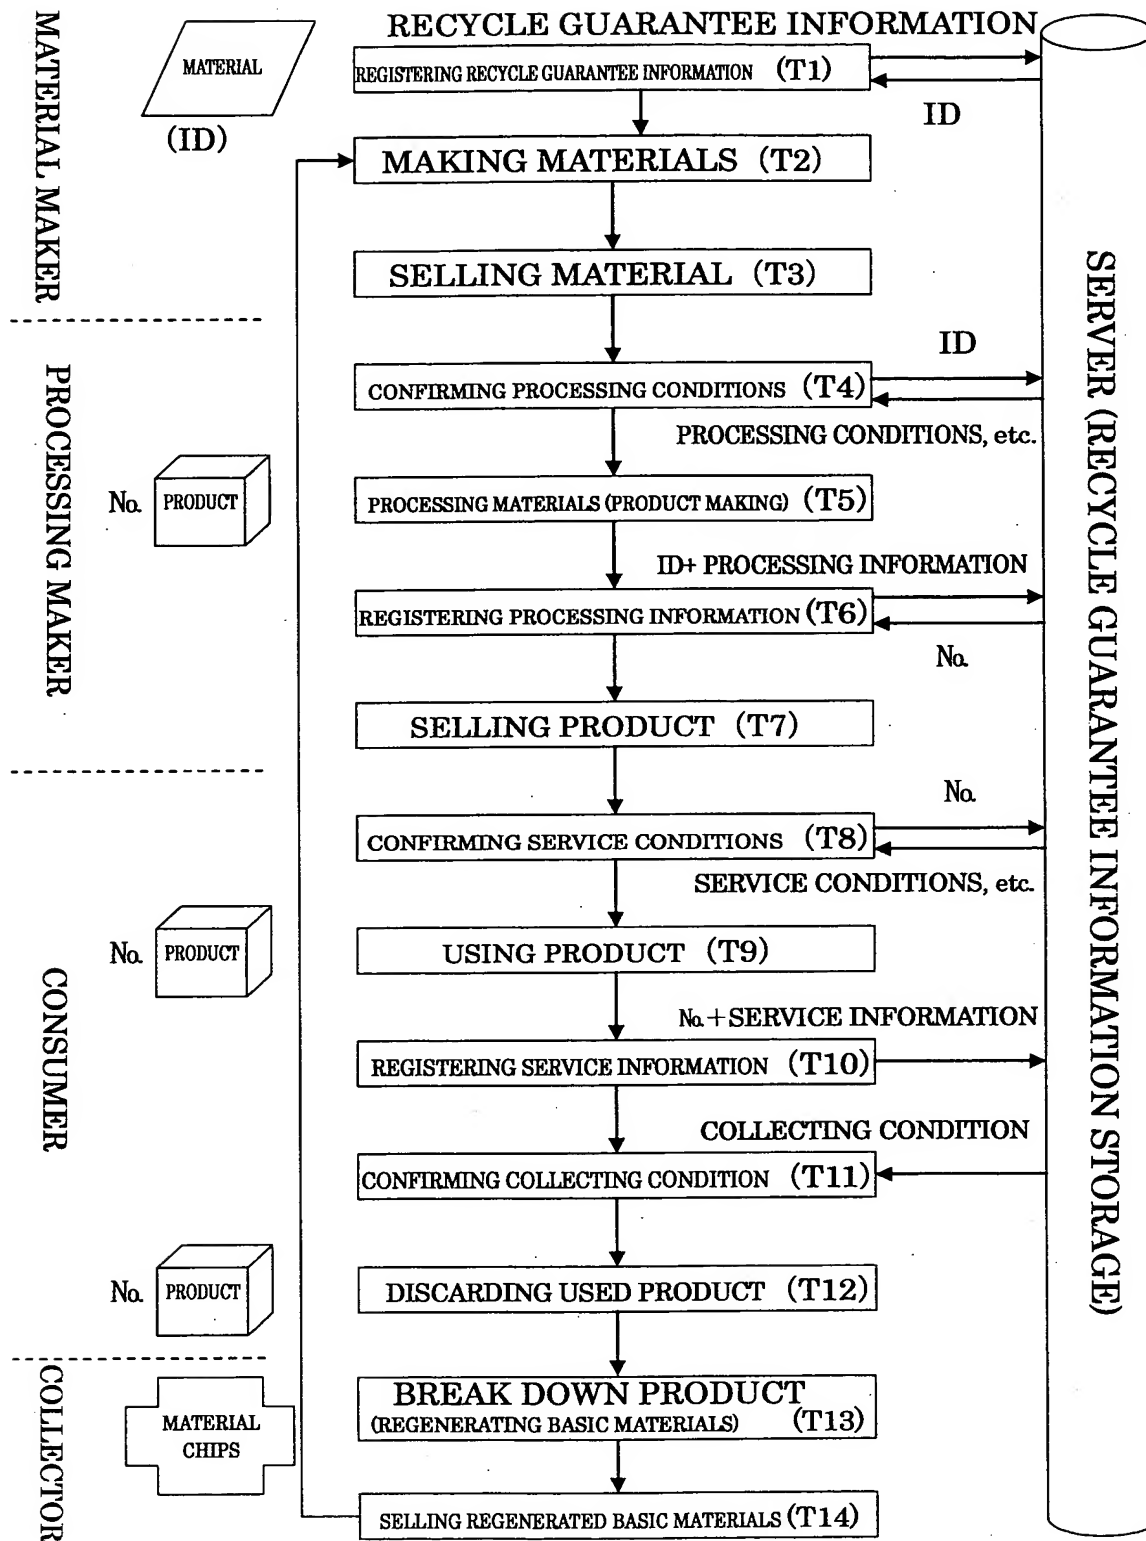 RECYCLE GUARANTEE INFORMATION
MATERIAL MAKER
MATERIAL
(ID)
REGISTERING RECYCLE GUARANTEE INFORMATION (T1)
ID
MAKING MATERIALS (T2)
SELLING MATERIAL (T3)
PROCESSING MAKER
ID
CONFIRMING PROCESSING CONDITIONS (T4)
PROCESSING CONDITIONS, etc.
No. PRODUCT
PROCESSING MATERIALS (PRODUCT MAKING) (T5)
ID+ PROCESSING INFORMATION
REGISTERING PROCESSING INFORMATION (T6)
No.
SELLING PRODUCT (T7)
CONSUMER
No.
CONFIRMING SERVICE CONDITIONS (T8)
SERVICE CONDITIONS, etc.
No. PRODUCT
USING PRODUCT (T9)
No.+SERVICE INFORMATION
REGISTERING SERVICE INFORMATION (T10)
COLLECTING CONDITION
CONFIRMING COLLECTING CONDITION (T11)
No. PRODUCT
DISCARDING USED PRODUCT (T12)
COLLECTOR
MATERIAL
CHIPS
BREAK DOWN PRODUCT
(REGENERATING BASIC MATERIALS) (T13)
SELLING REGENERATED BASIC MATERIALS (T14)
SERVER (RECYCLE GUARANTEE INFORMATION STORAGE)